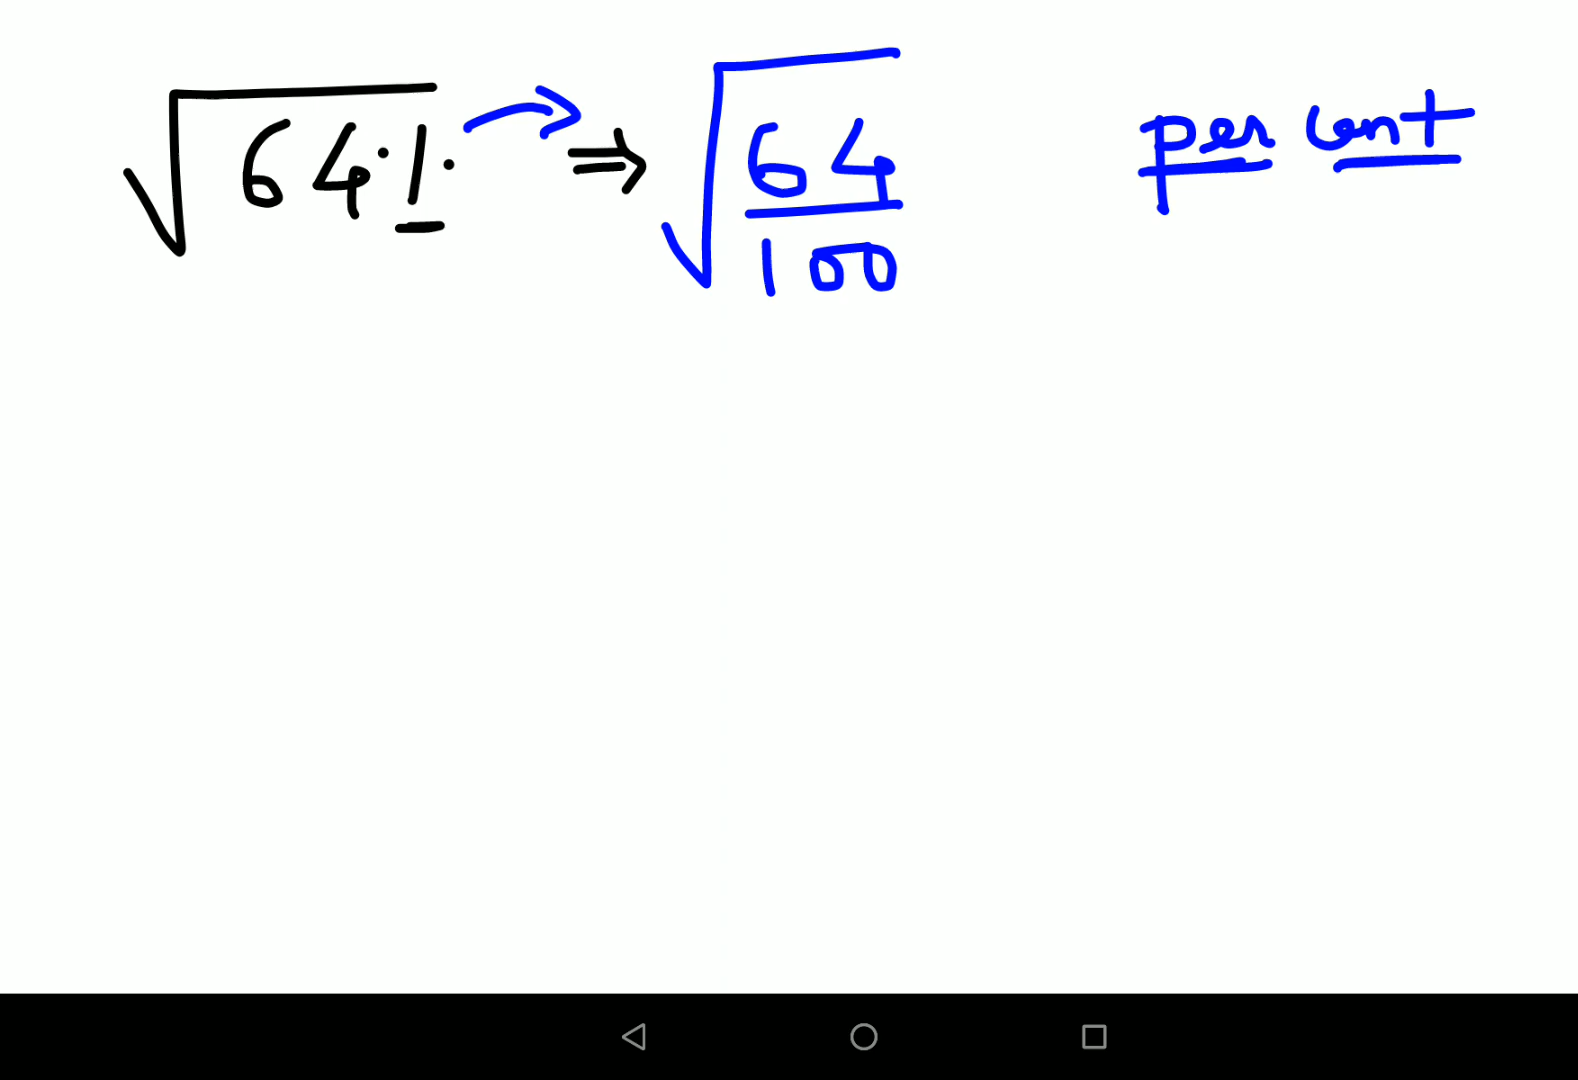 √64% ⇒ √64/100 per cent